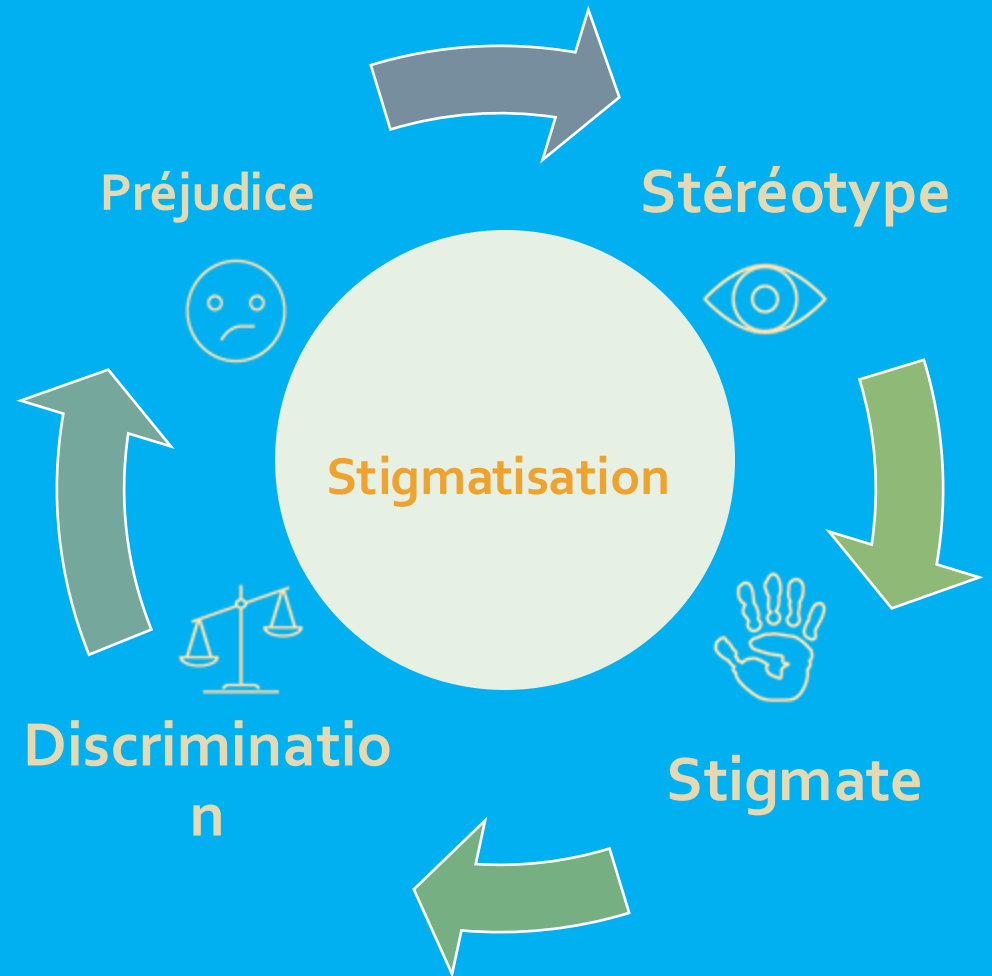 Préjudice
Stéréotype
Stigmatisation
Discriminatio
n
Stigmate